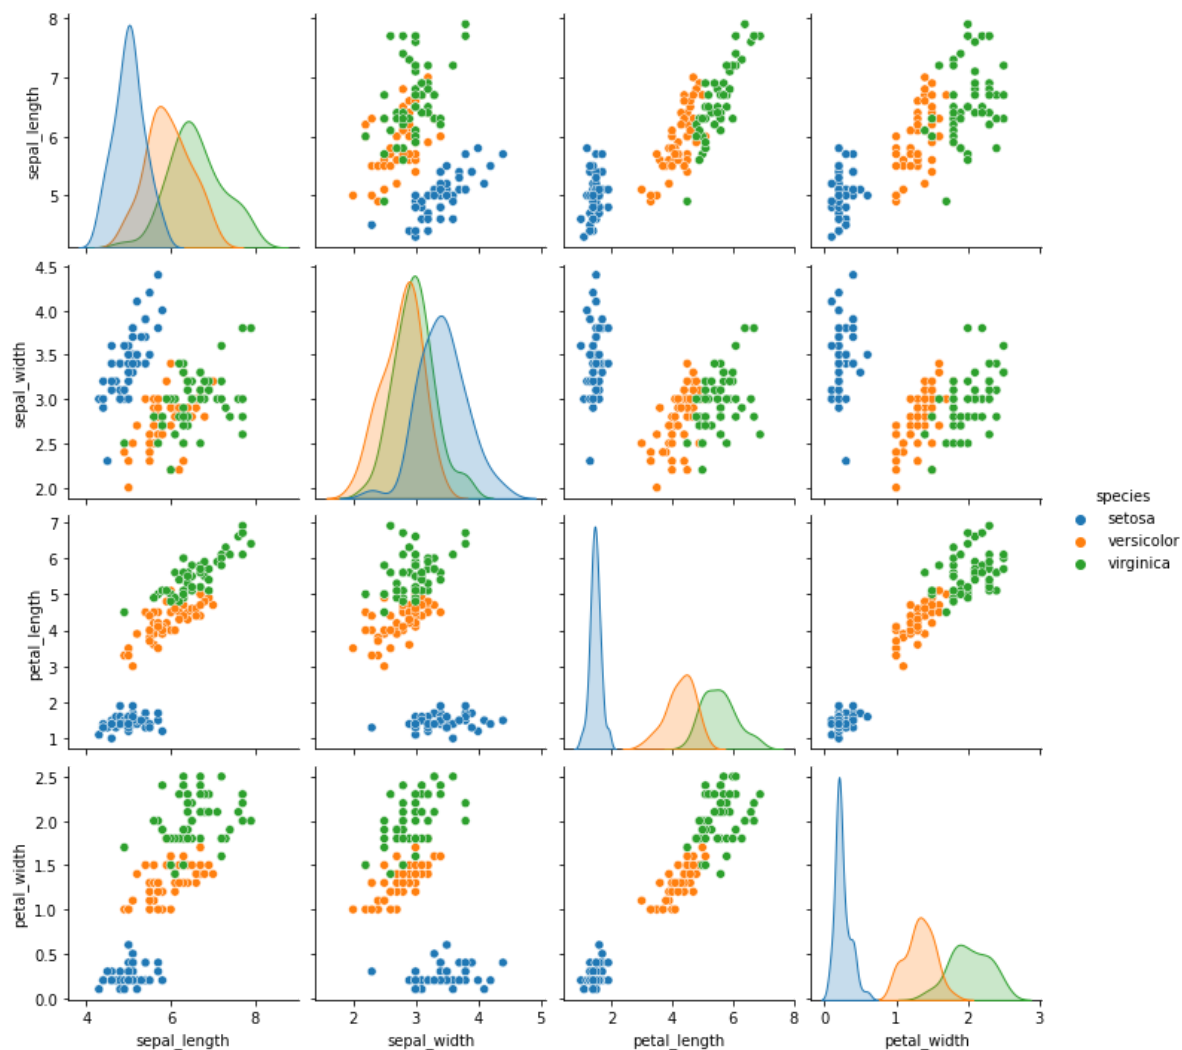 8
7
6
5
sepal_length
4.5
4.0
3.5
3.0
2.5
2.0
sepal_width
species
setosa
versicolor
virginica
7
6
5
4
3
2
1
petal_length
2.5
2.0
1.5
1.0
0.5
0.0
petal_width
4 6 8 2 3 4 5 2 4 6 8 0 1 2 3
sepal_length sepal_width petal_length petal_width